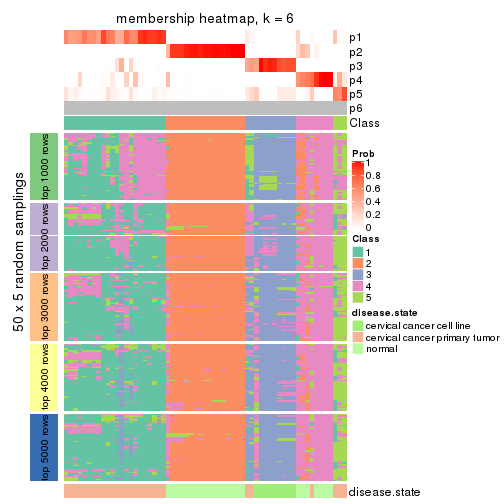 membership heatmap, k = 6
p1
p2
p3
p4
p5
p6
Class
50 x 5 random samplings
top 1000 rows
top 2000 rows
top 3000 rows
top 4000 rows
top 5000 rows
Prob
1
0.8
0.6
0.4
0.2
0
Class
1
2
3
4
5
disease.state
cervical cancer cell line
cervical cancer primary tumor
normal
disease.state